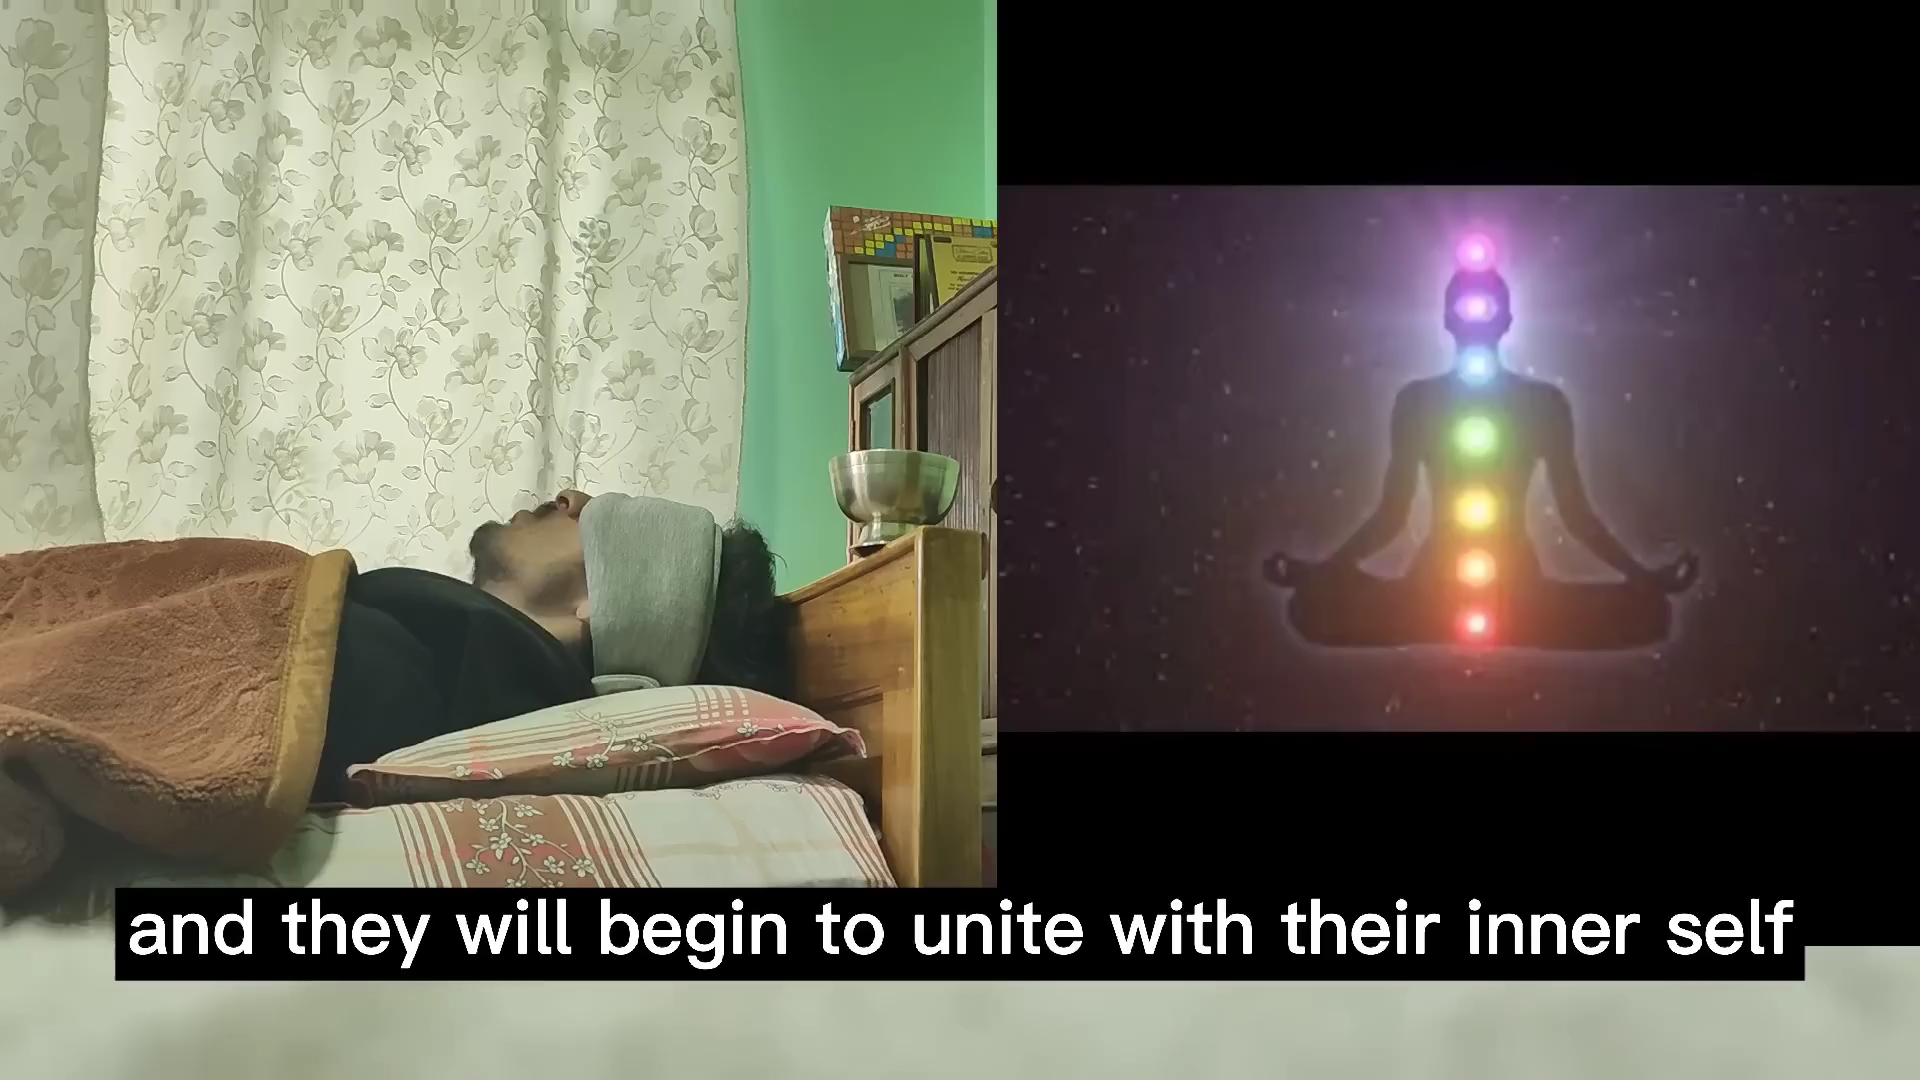 and they will begin to unite with their inner self